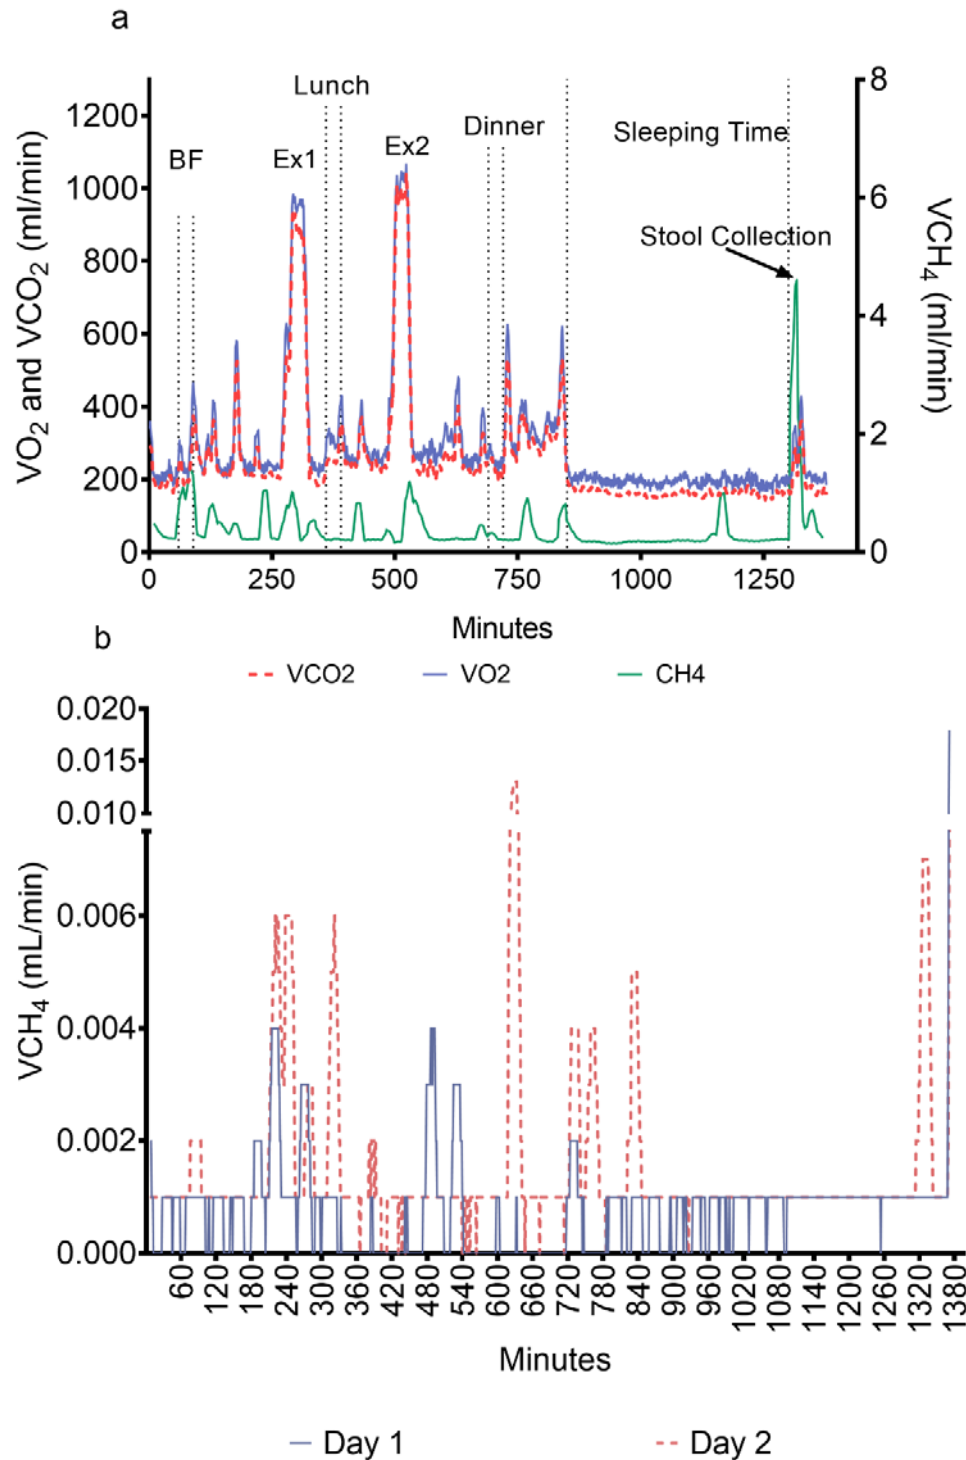 a
Lunch
Dinner
BF
Ex1
Ex2
Sleeping Time
Stool Collection
VO2 and VCO2 (ml/min)
1200
1000
800
600
400
200
0
8
6
4
2
0
VCH4 (ml/min)
0 250 500 750 1000 1250
Minutes
VCO2 VO2 CH4
b
VCH4 (mL/min)
0.020
0.015
0.010
0.006
0.004
0.002
0.000
60 120 180 240 300 360 420 480 540 600 660 720 780 840 900 960 1020 1080 1140 1200 1260 1320 1380
Minutes
Day 1 Day 2